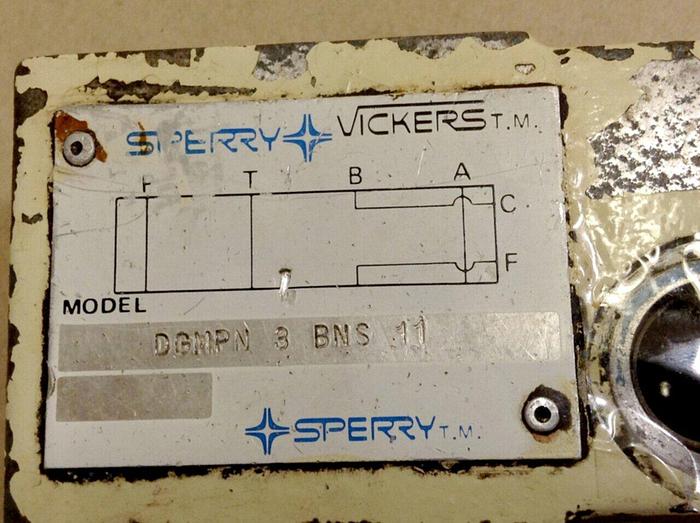 SPERRY VICKERS T.M.
P T B A
C
F
MODEL
DGMPN 3 BNS 11
SPERRY T.M.